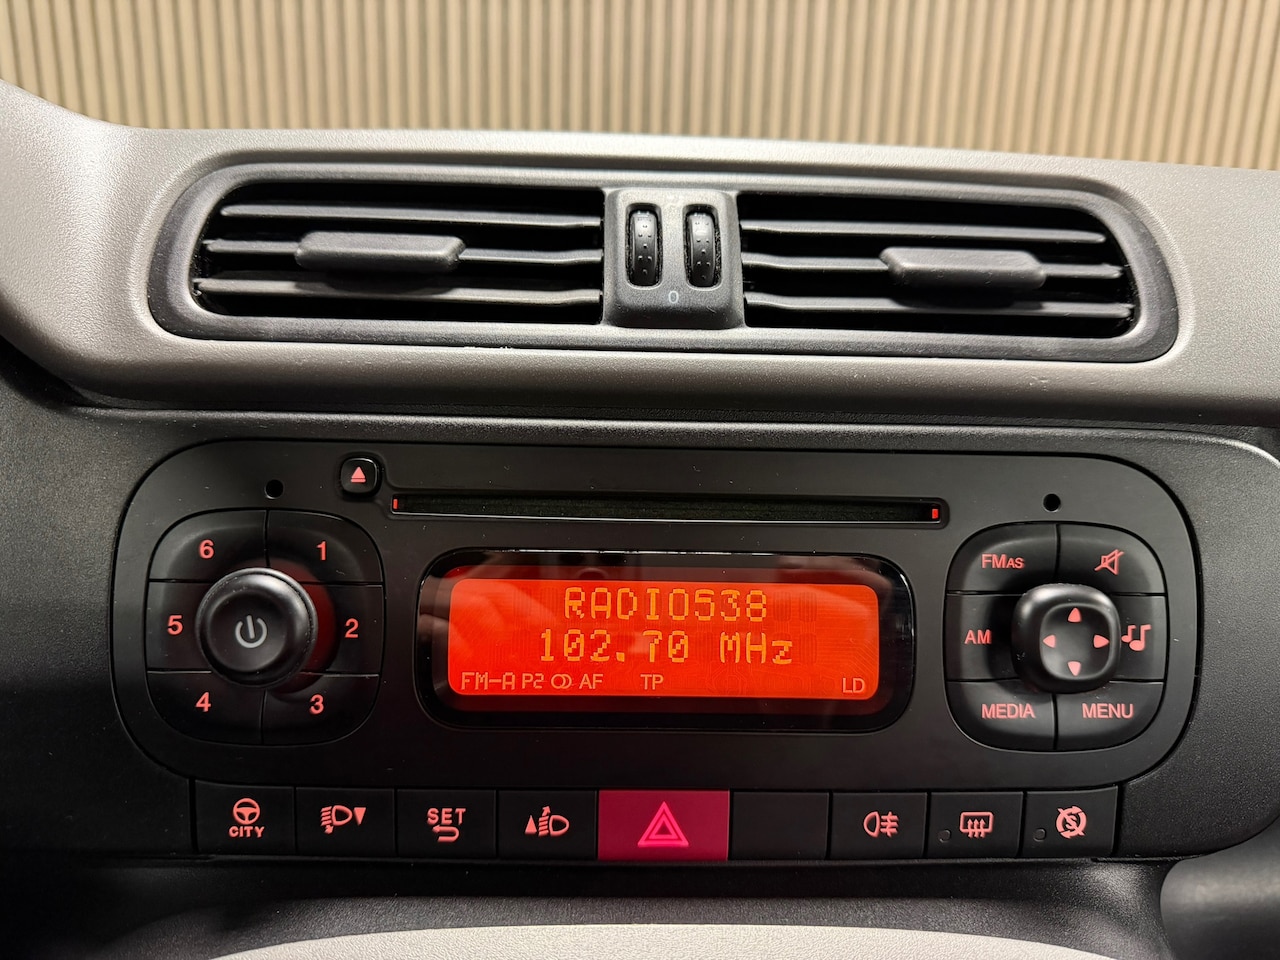 0
6 1
5 2
4 3
RADIO538
102.70 MHz
FM-A P2 AF TP LD
FMAS
AM
MEDIA MENU
CITY
SET
S